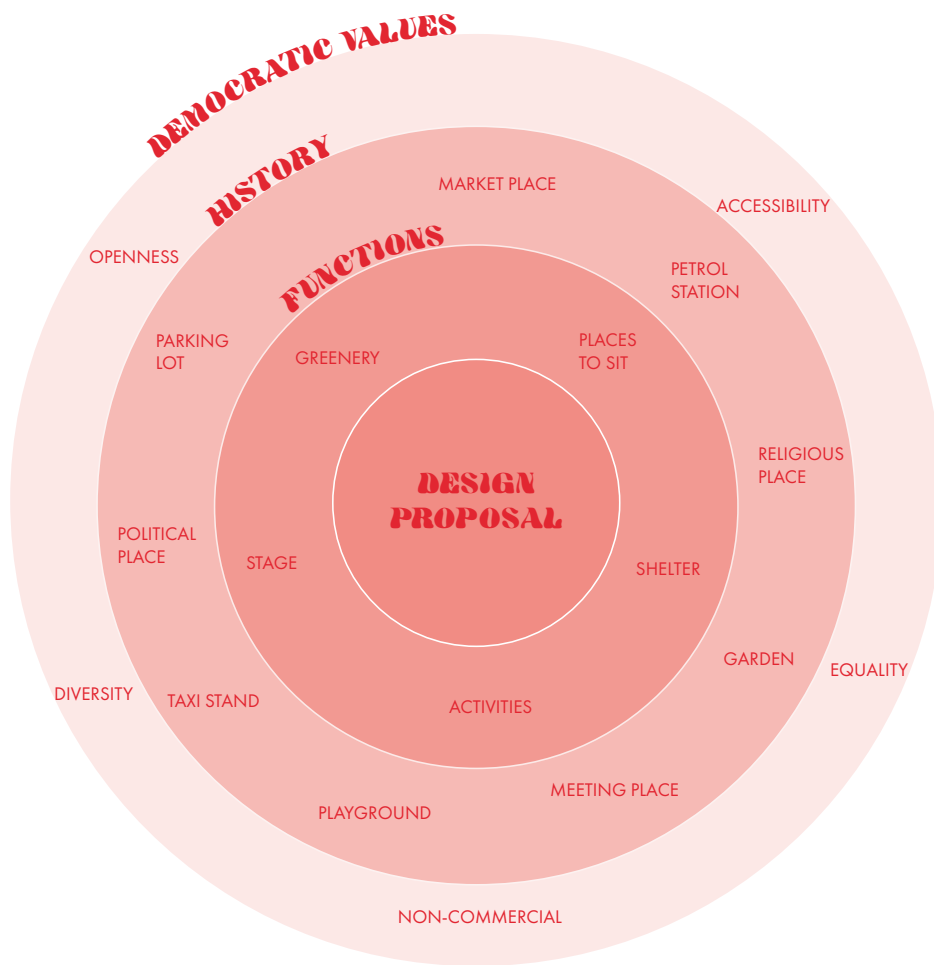 DEMOCRATIC VALUES
HISTORY
MARKET PLACE
ACCESSIBILITY
OPENNESS
FUNCTIONS
PETROL
STATION
PARKING
LOT
GREENERY
PLACES
TO SIT
RELIGIOUS
PLACE
DESIGN
PROPOSAL
POLITICAL
PLACE
STAGE
SHELTER
GARDEN
EQUALITY
DIVERSITY
TAXI STAND
ACTIVITIES
MEETING PLACE
PLAYGROUND
NON-COMMERCIAL